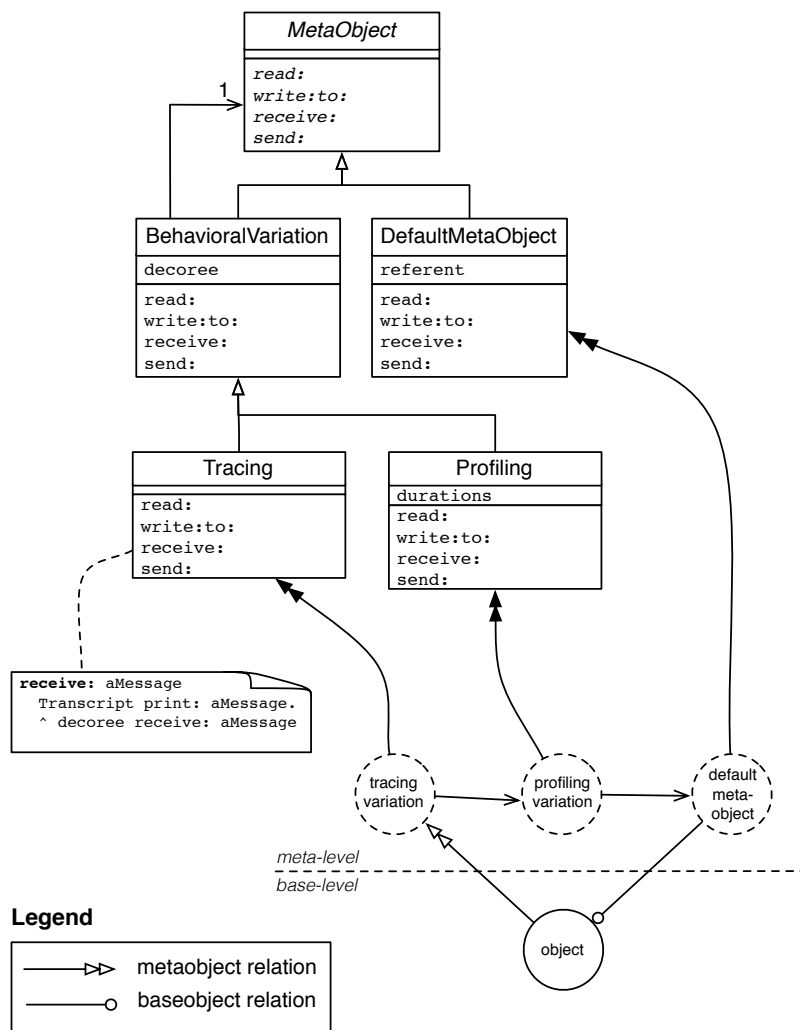 MetaObject
read:
write:to:
receive:
send:
1
BehavioralVariation
decoree
read:
write:to:
receive:
send:
DefaultMetaObject
referent
read:
write:to:
receive:
send:
Tracing
read:
write:to:
receive:
send:
Profiling
durations
read:
write:to:
receive:
send:
receive: aMessage
Transcript print: aMessage.
^ decoree receive: aMessage
tracing
variation
profiling
variation
default
meta-
object
meta-level
base-level
object
Legend
metaobject relation
baseobject relation